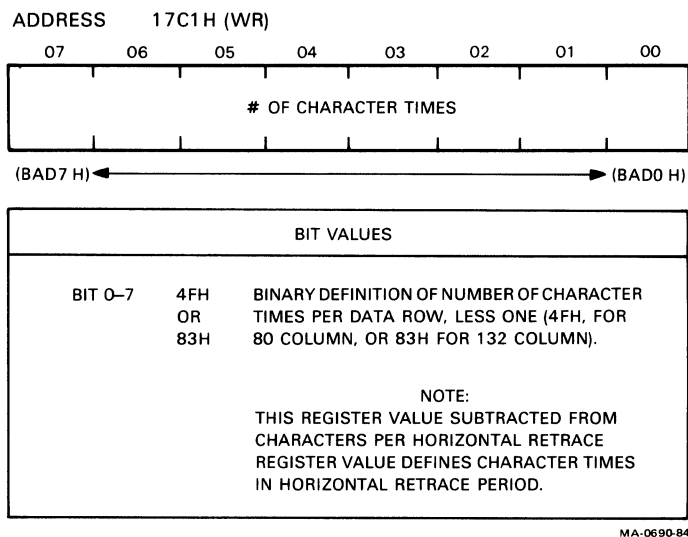 ADDRESS 17C1H (WR)
07 06 05 04 03 02 01 00
# OF CHARACTER TIMES
(BAD7 H) (BAD0 H)
BIT VALUES
BIT 0–7 4FH BINARY DEFINITION OF NUMBER OF CHARACTER
OR TIMES PER DATA ROW, LESS ONE (4FH, FOR
83H 80 COLUMN, OR 83H FOR 132 COLUMN).
NOTE:
THIS REGISTER VALUE SUBTRACTED FROM
CHARACTERS PER HORIZONTAL RETRACE
REGISTER VALUE DEFINES CHARACTER TIMES
IN HORIZONTAL RETRACE PERIOD.
MA-0690-84